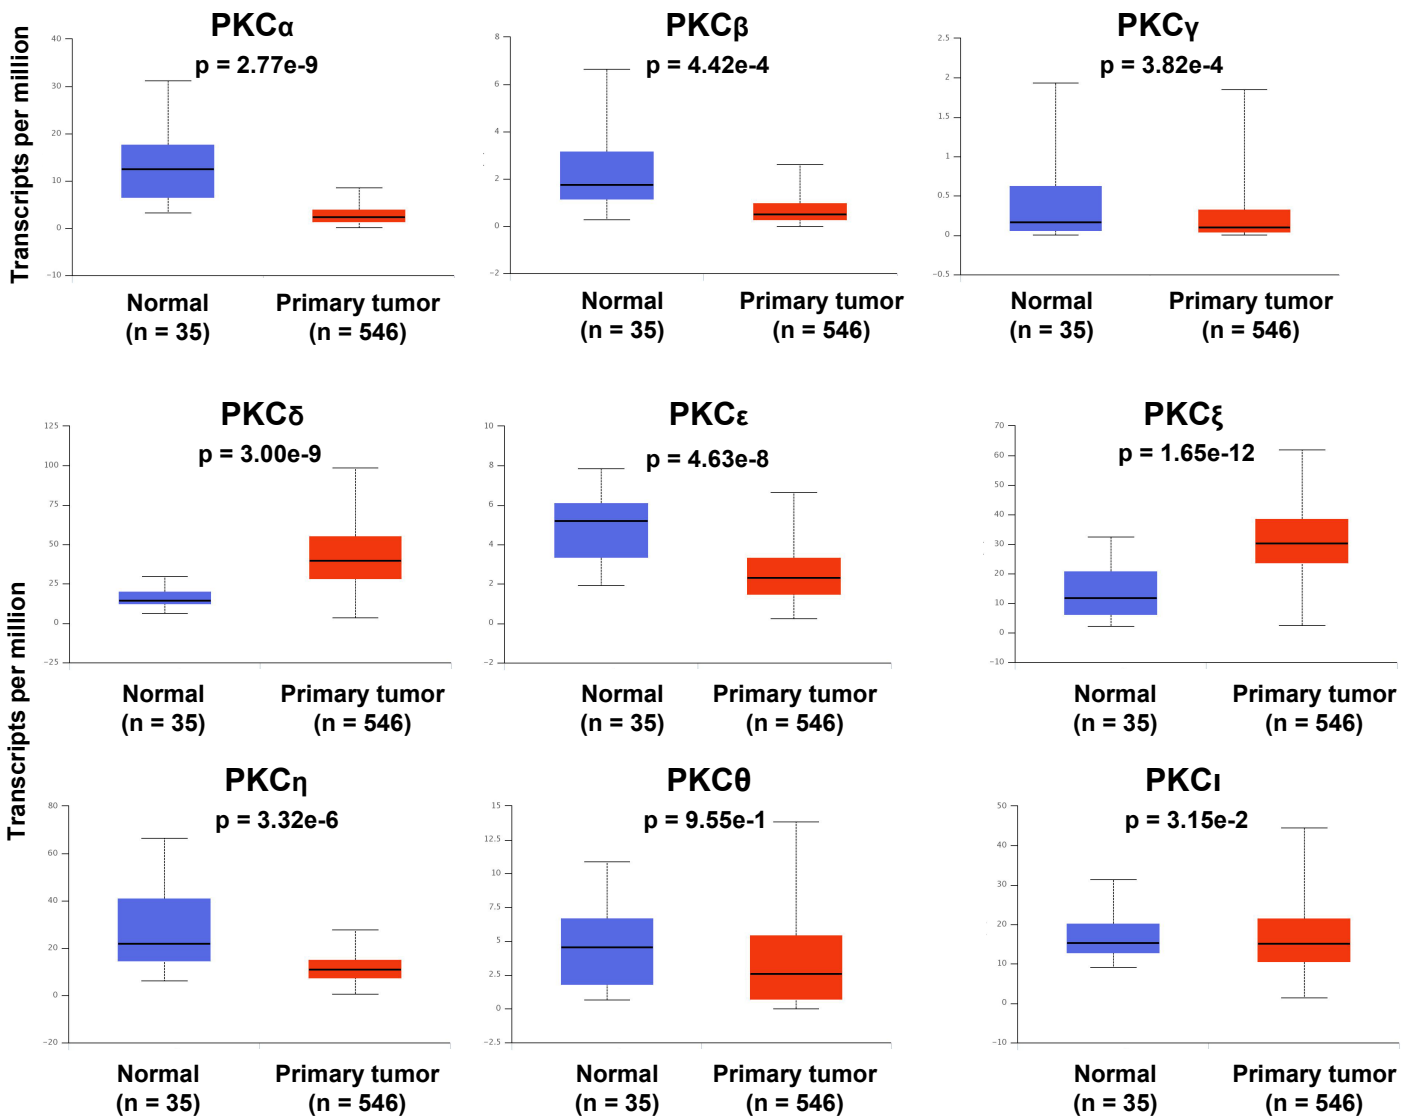 PKCα
p = 2.77e-9
Transcripts per million
40
30
20
10
0
−10
Normal
(n = 35)
Primary tumor
(n = 546)
PKCβ
p = 4.42e-4
8
6
4
2
0
−2
Normal
(n = 35)
Primary tumor
(n = 546)
PKCγ
p = 3.82e-4
2.5
2
1.5
1
0.5
0
−0.5
Normal
(n = 35)
Primary tumor
(n = 546)
Transcripts per million
PKCδ
p = 3.00e-9
125
100
75
50
25
0
−25
Normal
(n = 35)
Primary tumor
(n = 546)
PKCε
p = 4.63e-8
10
8
6
4
2
0
−2
Normal
(n = 35)
Primary tumor
(n = 546)
PKCξ
p = 1.65e-12
70
60
50
40
30
20
10
0
−10
Normal
(n = 35)
Primary tumor
(n = 546)
PKCη
p = 3.32e-6
80
60
40
20
0
−20
Normal
(n = 35)
Primary tumor
(n = 546)
PKCθ
p = 9.55e-1
15
12.5
10
7.5
5
2.5
0
−2.5
Normal
(n = 35)
Primary tumor
(n = 546)
PKCι
p = 3.15e-2
50
40
30
20
10
0
−10
Normal
(n = 35)
Primary tumor
(n = 546)